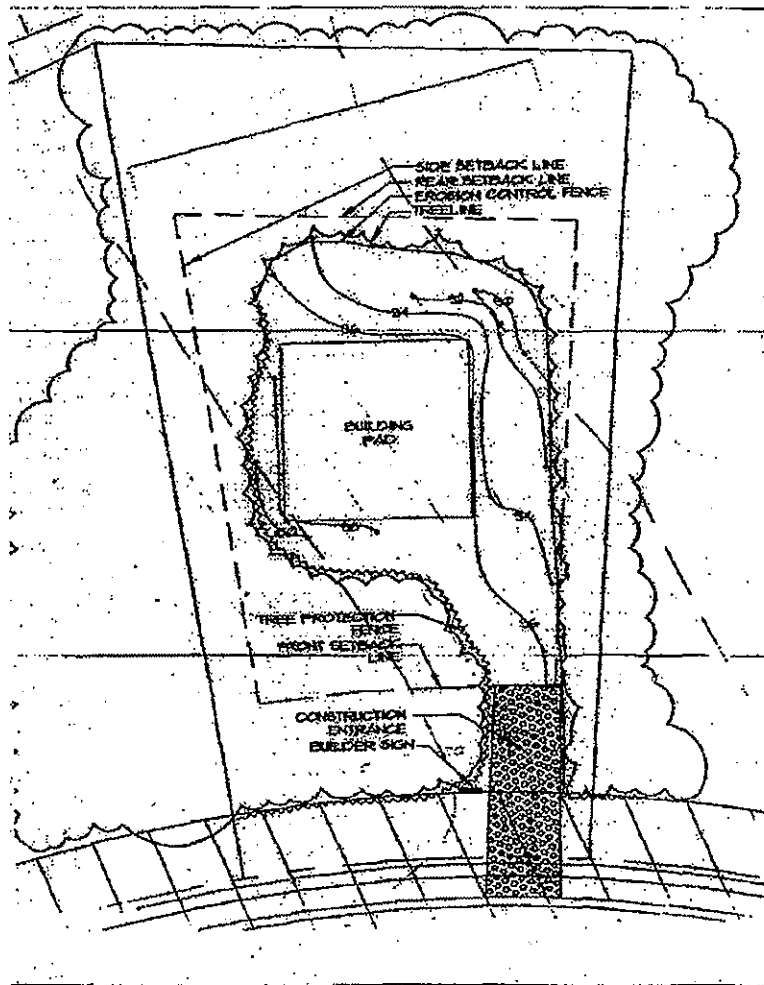 SIDE SETBACK LINE
REAR SETBACK LINE
EROSION CONTROL FENCE
TREELINE
BUILDING
PAD
TREE PROTECTION
FENCE
FRONT SETBACK
LINE
CONSTRUCTION
ENTRANCE
BUILDER SIGN